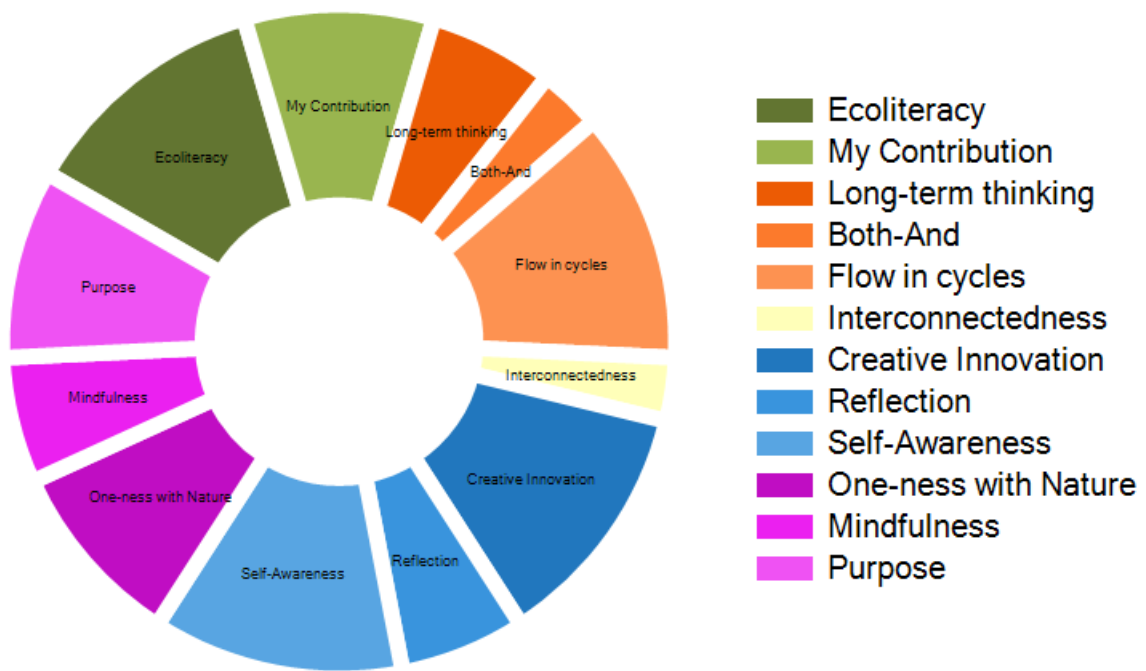 My Contribution
Long-term thinking
Ecoliteracy
Both-And
Flow in cycles
Purpose
Interconnectedness
Mindfulness
Creative Innovation
One-ness with Nature
Reflection
Self-Awareness
Ecoliteracy
My Contribution
Long-term thinking
Both-And
Flow in cycles
Interconnectedness
Creative Innovation
Reflection
Self-Awareness
One-ness with Nature
Mindfulness
Purpose